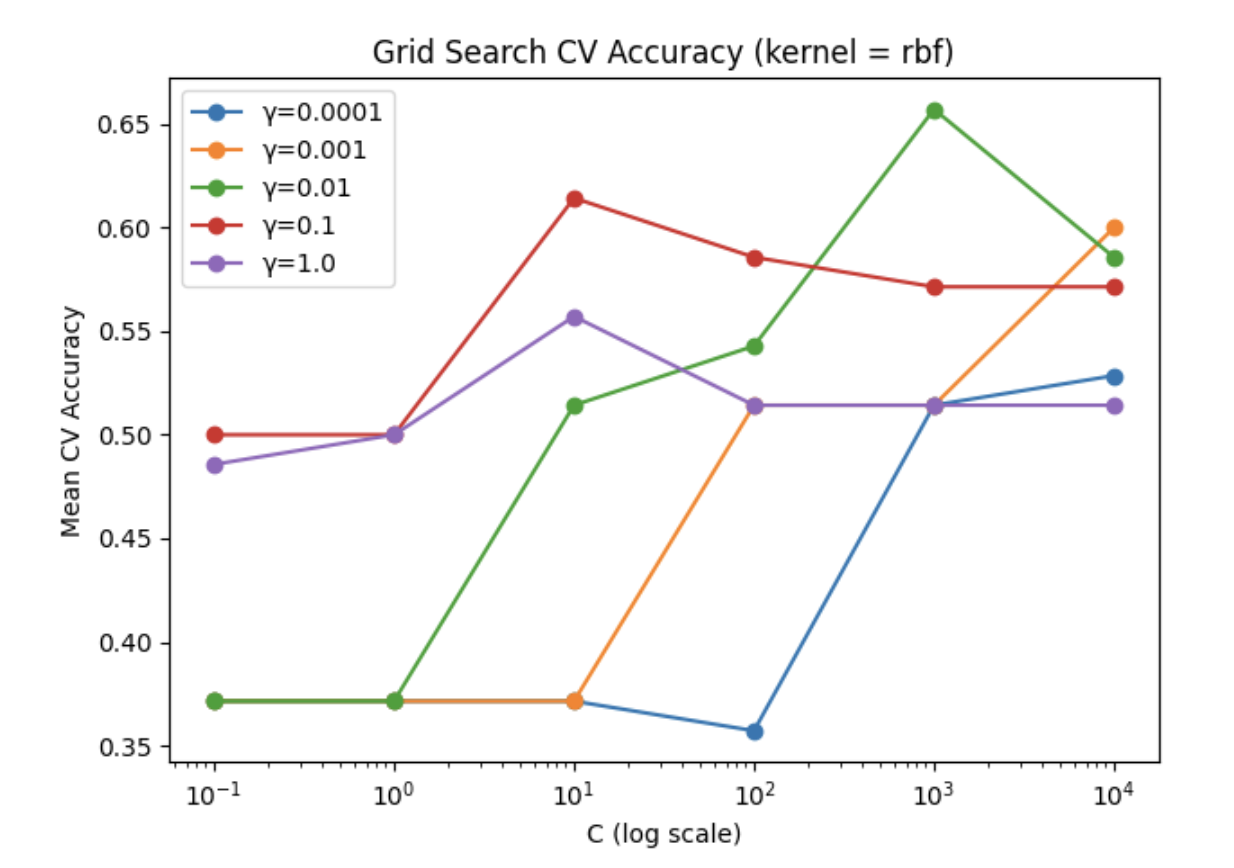 Grid Search CV Accuracy (kernel = rbf)
γ=0.0001
γ=0.001
γ=0.01
γ=0.1
γ=1.0
Mean CV Accuracy
0.65
0.60
0.55
0.50
0.45
0.40
0.35
10⁻¹ 10⁰ 10¹ 10² 10³ 10⁴
C (log scale)